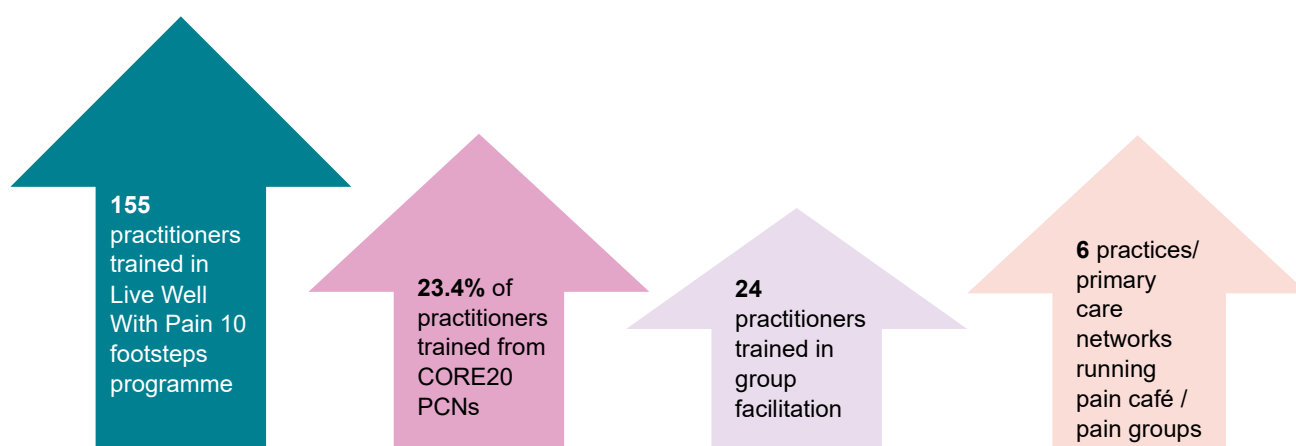 155
practitioners
trained in
Live Well
With Pain 10
footsteps
programme
23.4% of
practitioners
trained from
CORE20
PCNs
24
practitioners
trained in
group
facilitation
6 practices/
primary
care
networks
running
pain café /
pain groups